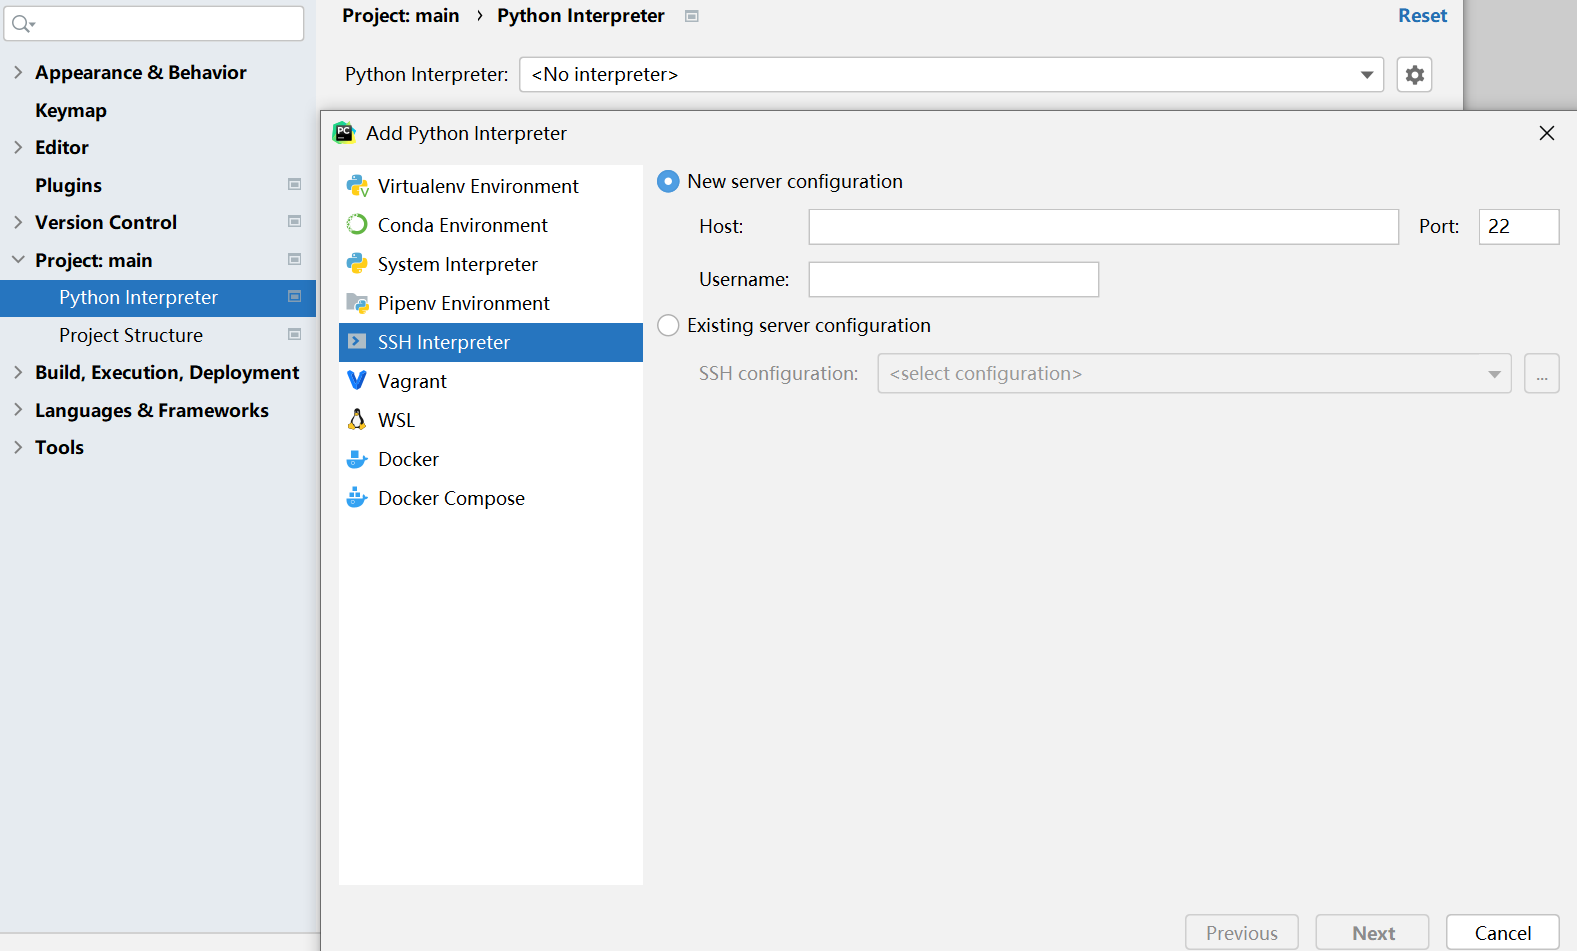 Project: main › Python Interpreter
Reset
Python Interpreter: <No interpreter>
Appearance & Behavior
Keymap
Editor
Plugins
Version Control
Project: main
Python Interpreter
Project Structure
Build, Execution, Deployment
Languages & Frameworks
Tools
PC Add Python Interpreter
Virtualenv Environment
Conda Environment
System Interpreter
Pipenv Environment
SSH Interpreter
Vagrant
WSL
Docker
Docker Compose
New server configuration
Host: Port: 22
Username:
Existing server configuration
SSH configuration: <select configuration> ...
Previous Next Cancel